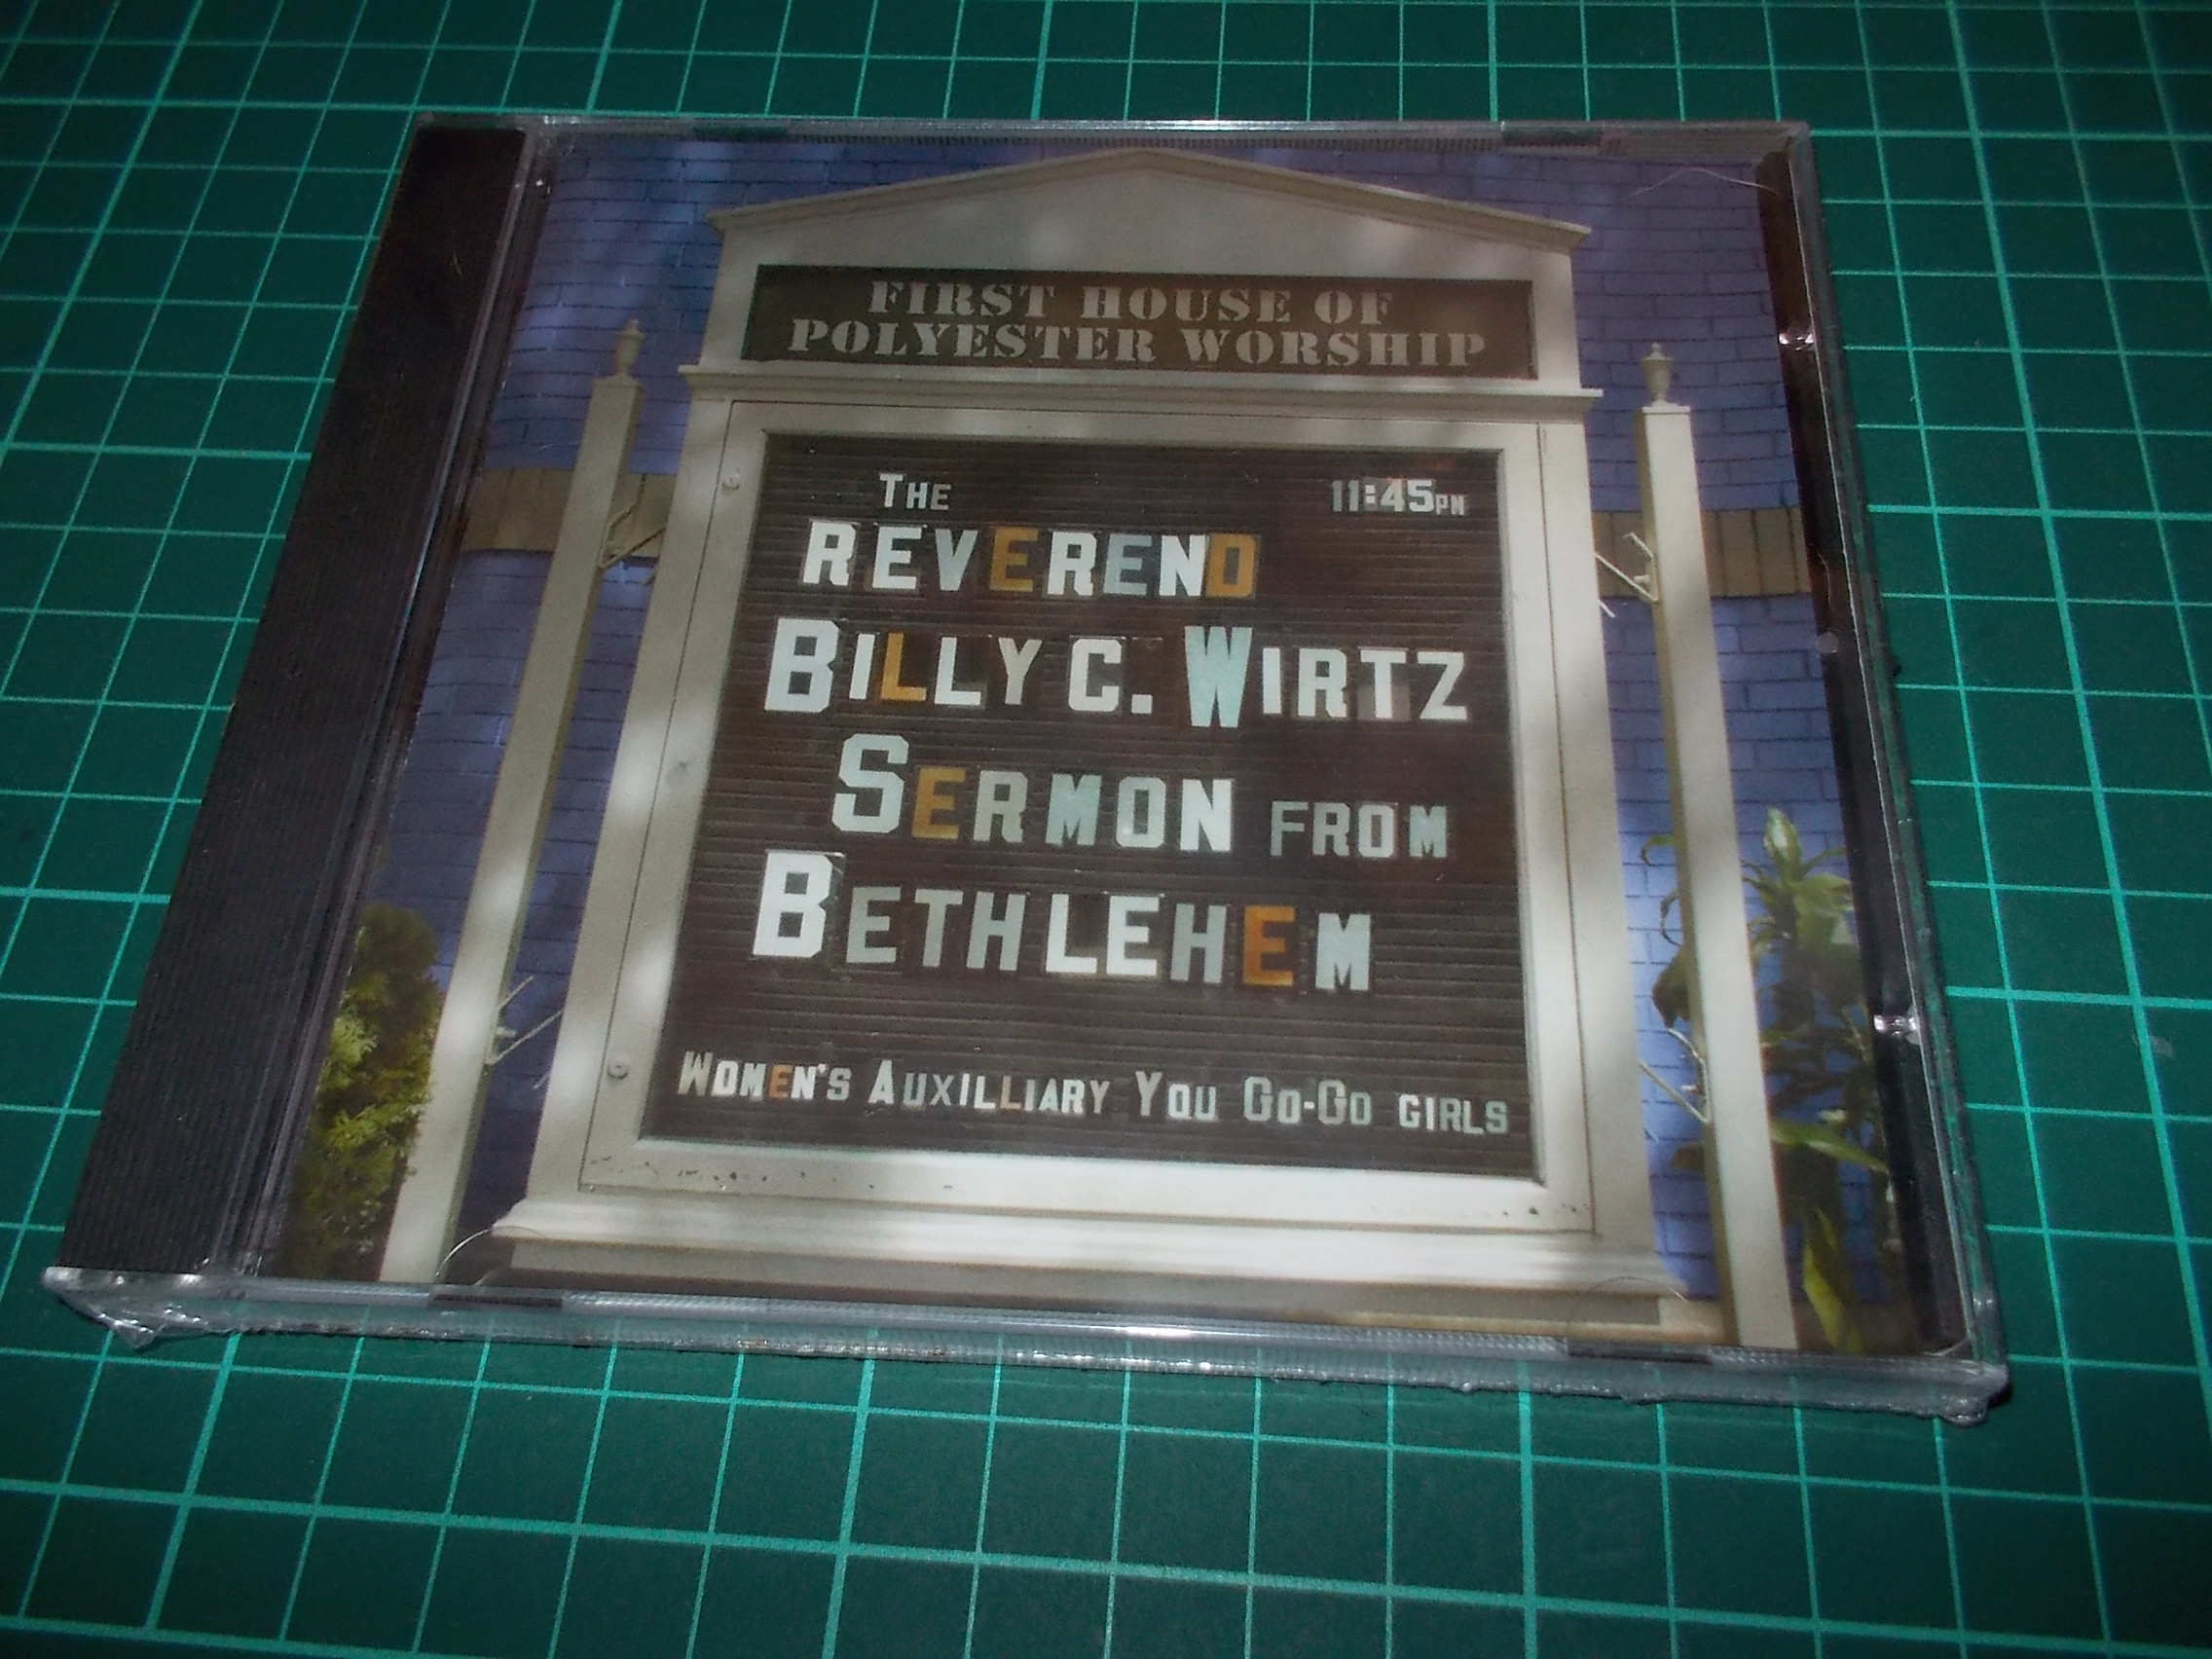 FIRST HOUSE OF
POLYESTER WORSHIP
THE 11:45PM
REVEREND
BILLY C. WIRTZ
SERMON FROM
BETHLEHEM
WOMEN'S AUXILLIARY YOU GO-GO GIRLS